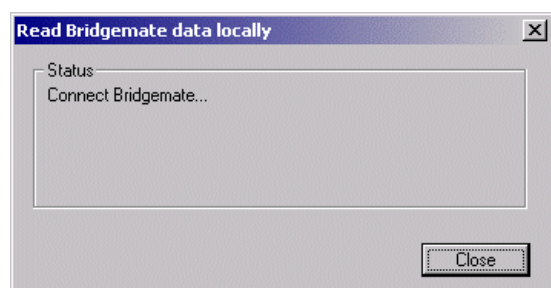 Read Bridgemate data locally
Status
Connect Bridgemate...
Close